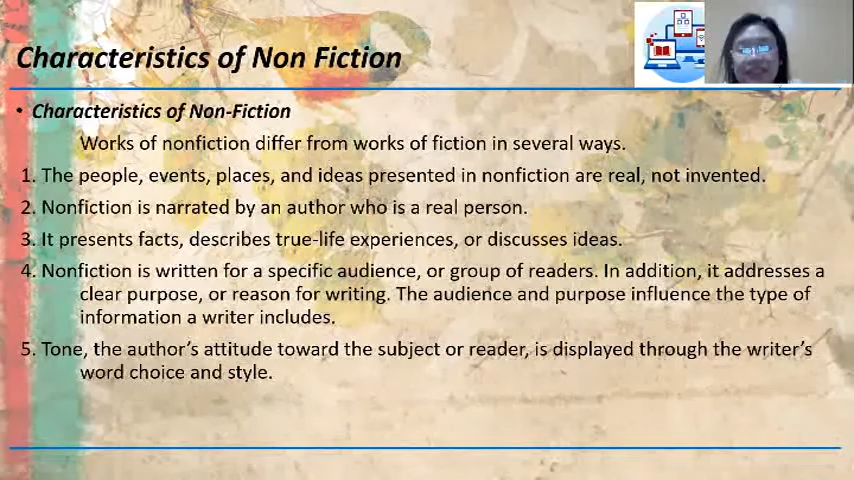 Characteristics of Non Fiction
• Characteristics of Non-Fiction
Works of nonfiction differ from works of fiction in several ways.
1. The people, events, places, and ideas presented in nonfiction are real, not invented.
2. Nonfiction is narrated by an author who is a real person.
3. It presents facts, describes true-life experiences, or discusses ideas.
4. Nonfiction is written for a specific audience, or group of readers. In addition, it addresses a
clear purpose, or reason for writing. The audience and purpose influence the type of
information a writer includes.
5. Tone, the author's attitude toward the subject or reader, is displayed through the writer's
word choice and style.